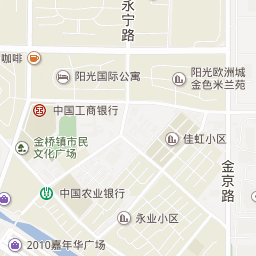 永宁路
咖啡
阳光国际公寓
阳光欧洲城
金色米兰苑
中国工商银行
佳虹小区
金桥镇市民
文化广场
金京路
中国农业银行
永业小区
2010嘉年华广场